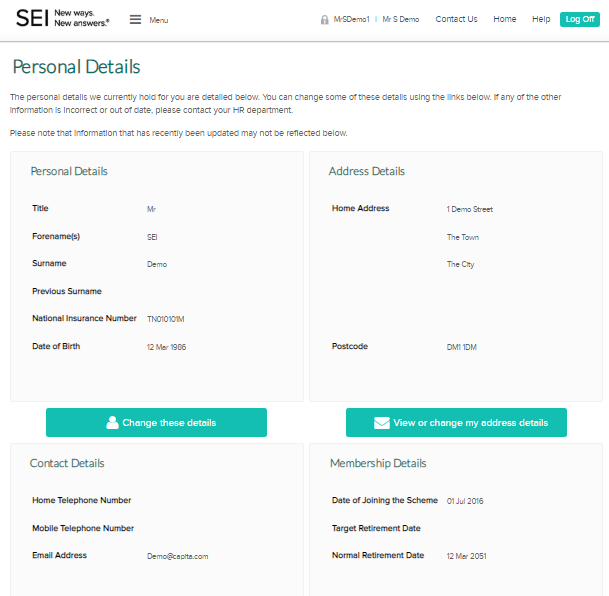 SEI New ways. New answers.®
Menu
MrSDemo1 | Mr S Demo Contact Us Home Help Log Off
Personal Details
The personal details we currently hold for you are detailed below. You can change some of these details using the links below. If any of the other
information is incorrect or out of date, please contact your HR department.
Please note that information that has recently been updated may not be reflected below.
Personal Details
Title Mr
Forename(s) SEI
Surname Demo
Previous Surname
National Insurance Number TN010101M
Date of Birth 12 Mar 1986
Change these details
Address Details
Home Address 1 Demo Street
The Town
The City
Postcode DM1 1DM
View or change my address details
Contact Details
Home Telephone Number
Mobile Telephone Number
Email Address Demo@capita.com
Membership Details
Date of Joining the Scheme 01 Jul 2016
Target Retirement Date
Normal Retirement Date 12 Mar 2051